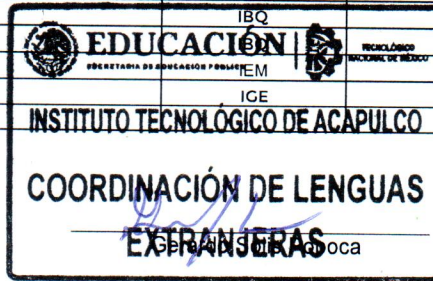 IBQ
EDUCACIÓN
SECRETARÍA DE EDUCACIÓN PÚBLICA
TECNOLÓGICO
NACIONAL DE MÉXICO
IEM
IGE
INSTITUTO TECNOLÓGICO DE ACAPULCO
COORDINACIÓN DE LENGUAS
EXTRANJERAS